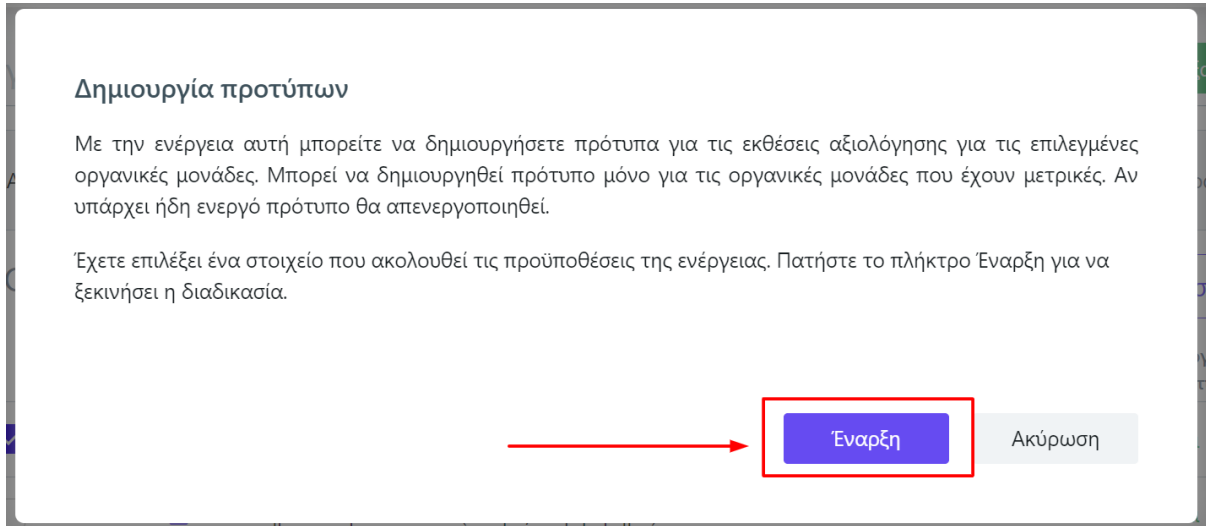 Δημιουργία προτύπων
Με την ενέργεια αυτή μπορείτε να δημιουργήσετε πρότυπα για τις εκθέσεις αξιολόγησης για τις επιλεγμένες
οργανικές μονάδες. Μπορεί να δημιουργηθεί πρότυπο μόνο για τις οργανικές μονάδες που έχουν μετρικές. Αν
υπάρχει ήδη ενεργό πρότυπο θα απενεργοποιηθεί.
Έχετε επιλέξει ένα στοιχείο που ακολουθεί τις προϋποθέσεις της ενέργειας. Πατήστε το πλήκτρο Έναρξη για να
ξεκινήσει η διαδικασία.
Έναρξη
Ακύρωση